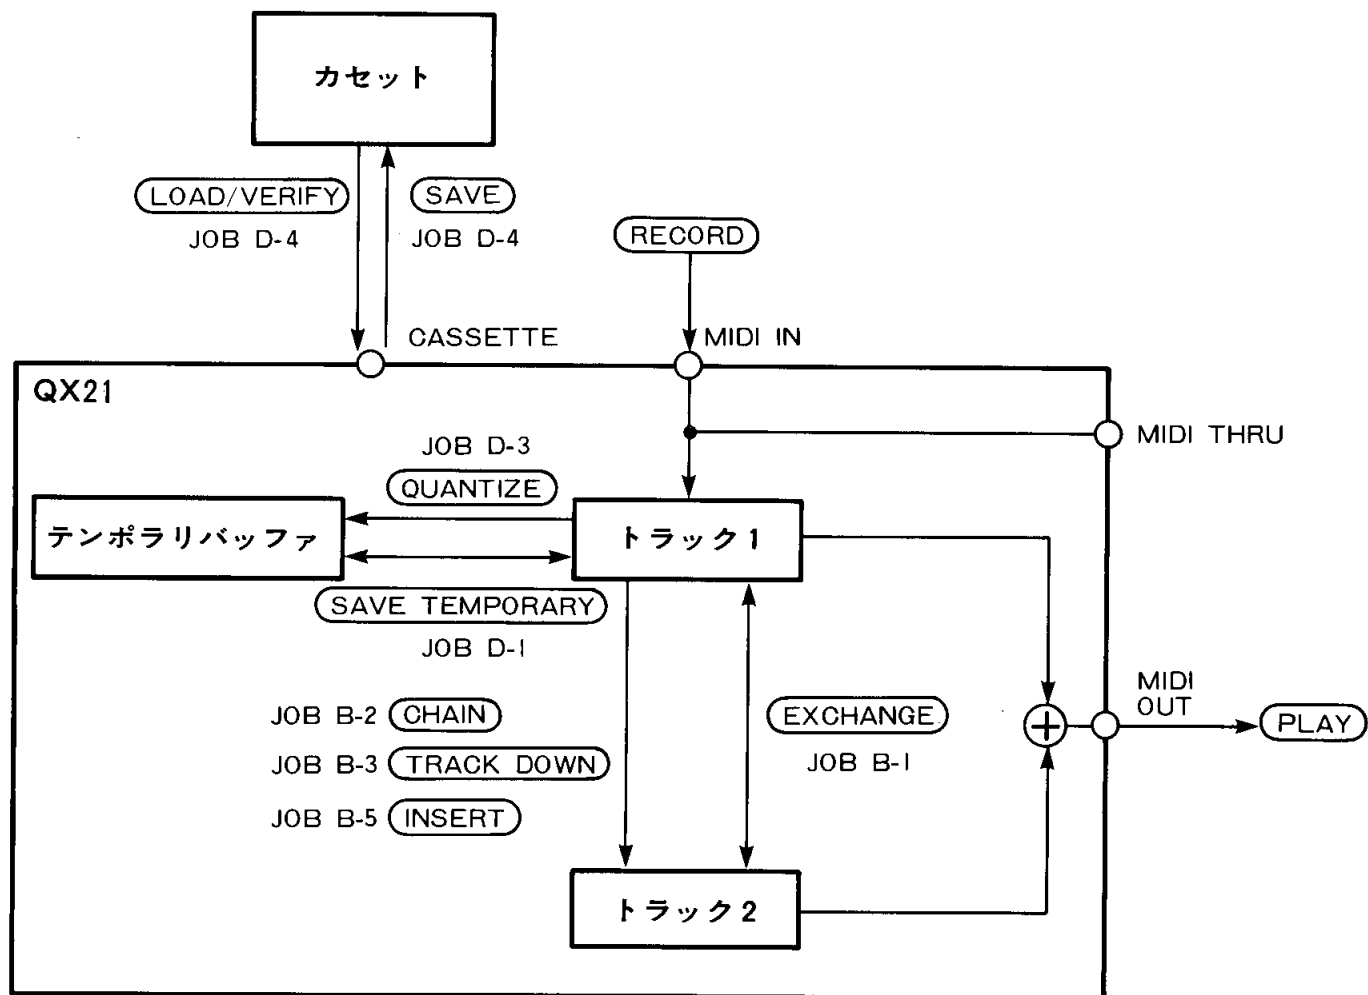 カセット
LOAD/VERIFY
JOB D-4
SAVE
JOB D-4
RECORD
CASSETTE
MIDI IN
QX21
MIDI THRU
JOB D-3
QUANTIZE
テンポラリバッファ
トラック1
SAVE TEMPORARY
JOB D-1
JOB B-2 CHAIN
JOB B-3 TRACK DOWN
JOB B-5 INSERT
EXCHANGE
JOB B-1
MIDI
OUT
PLAY
トラック2